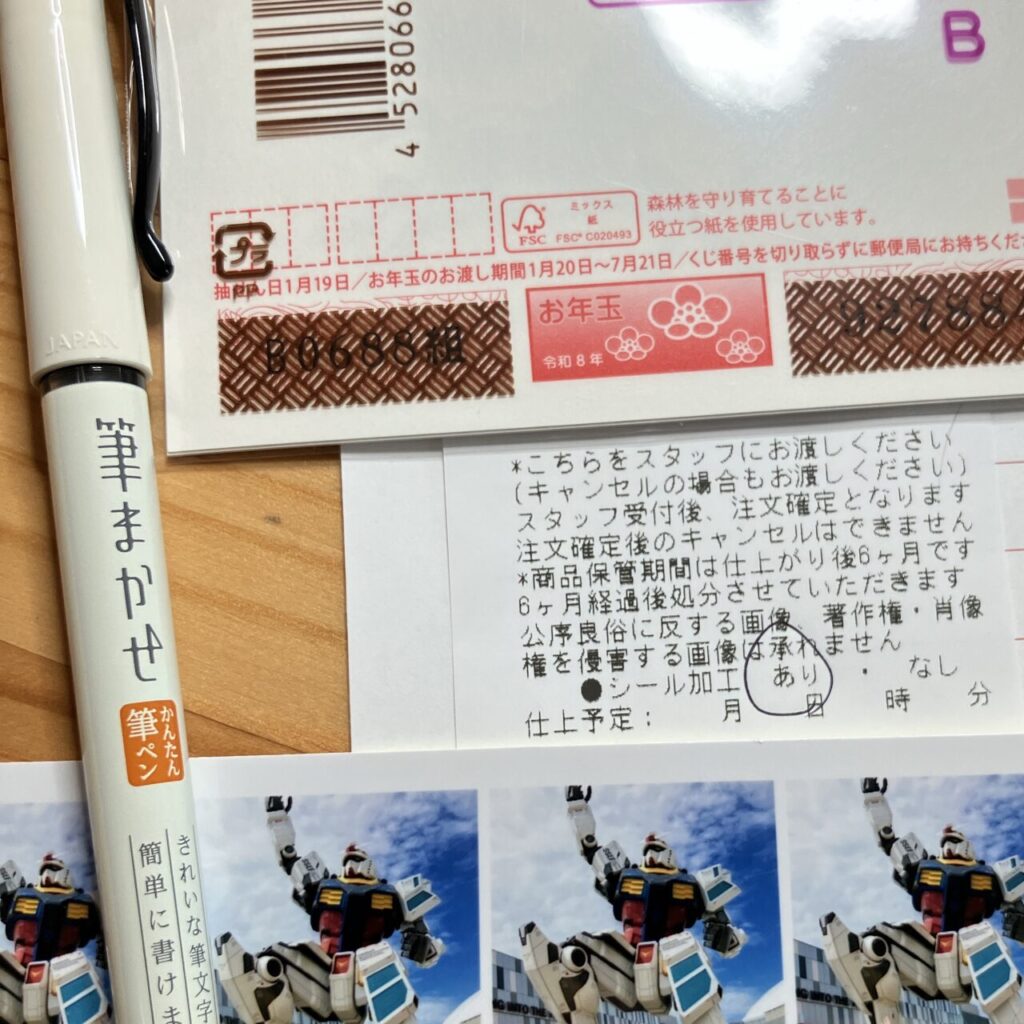 B
4 528066
プラ
PP
ミックス
紙
FSC
FSC® C020493
森林を守り育てることに
役立つ紙を使用しています。
抽せん日1月19日/お年玉のお渡し期間1月20日~7月21日/くじ番号を切り取らずに郵便局にお持ちくだ
B0688組
お年玉
令和8年
92788
*こちらをスタッフにお渡しください
(キャンセルの場合もお渡しください)
スタッフ受付後、注文確定となります
注文確定後のキャンセルはできません
*商品保管期間は仕上がり後6ヶ月です
6ヶ月経過後処分させていただきます
公序良俗に反する画像、著作権・肖像
権を侵害する画像は承れません
●シール加工 あり ・ なし
仕上予定: 月 日 時 分
JAPAN
筆まかせ
かんたん
筆ペン
きれいな筆文字
簡単に書けま